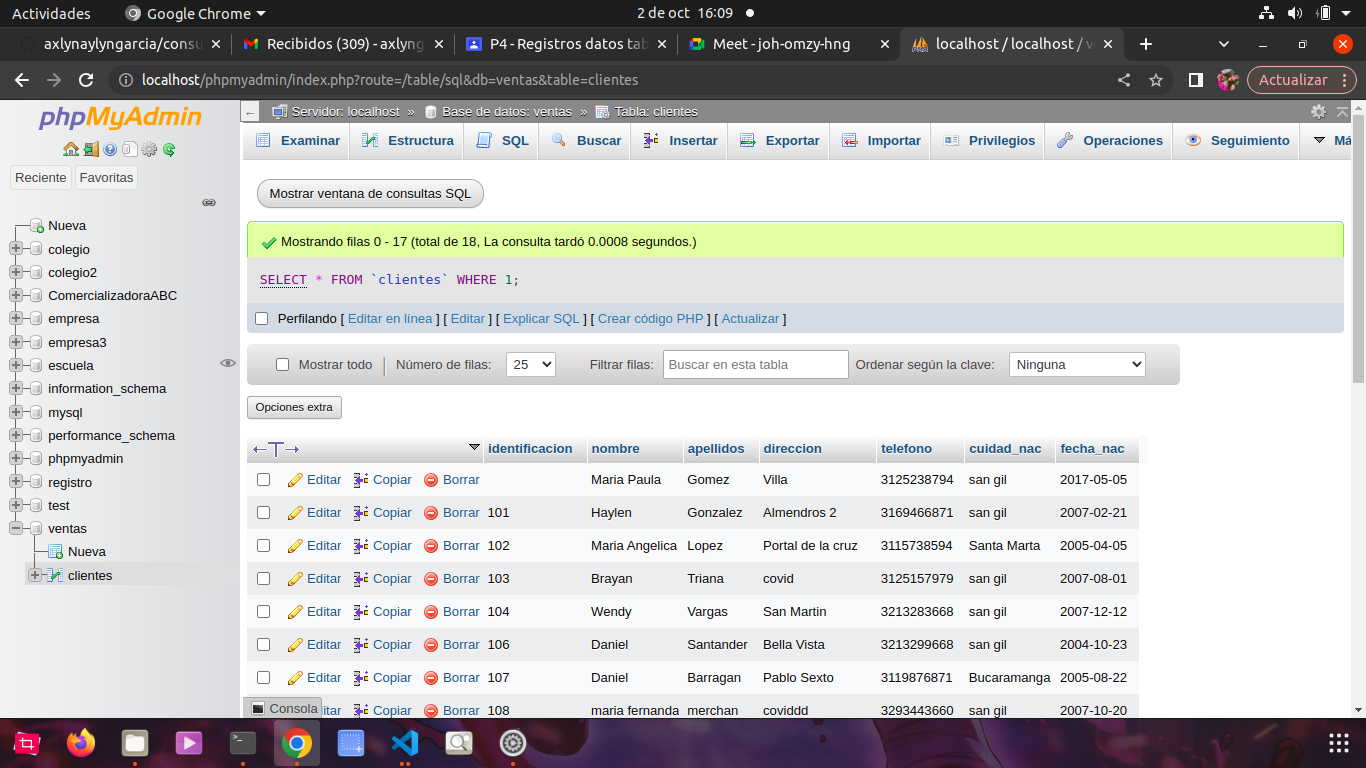 Actividades Google Chrome 2 de oct 16:09
axlynaylyngarcia/consu Recibidos (309) - axlyng P4 - Registros datos tab Meet - joh-omzy-hng localhost / localhost / v
localhost/phpmyadmin/index.php?route=/table/sql&db=ventas&table=clientes Actualizar
phpMyAdmin
Reciente Favoritas
Nueva
colegio
colegio2
ComercializadoraABC
empresa
empresa3
escuela
information_schema
mysql
performance_schema
phpmyadmin
registro
test
ventas
Nueva
clientes
Servidor: localhost » Base de datos: ventas » Tabla: clientes
Examinar Estructura SQL Buscar Insertar Exportar Importar Privilegios Operaciones Seguimiento Má
Mostrar ventana de consultas SQL
Mostrando filas 0 - 17 (total de 18, La consulta tardó 0.0008 segundos.)
SELECT * FROM `clientes` WHERE 1;
Perfilando [ Editar en línea ] [ Editar ] [ Explicar SQL ] [ Crear código PHP ] [ Actualizar ]
Mostrar todo Número de filas: 25 Filtrar filas: Buscar en esta tabla Ordenar según la clave: Ninguna
Opciones extra
←T→ identificacion nombre apellidos direccion telefono cuidad_nac fecha_nac
Editar Copiar Borrar Maria Paula Gomez Villa 3125238794 san gil 2017-05-05
Editar Copiar Borrar 101 Haylen Gonzalez Almendros 2 3169466871 san gil 2007-02-21
Editar Copiar Borrar 102 Maria Angelica Lopez Portal de la cruz 3115738594 Santa Marta 2005-04-05
Editar Copiar Borrar 103 Brayan Triana covid 3125157979 san gil 2007-08-01
Editar Copiar Borrar 104 Wendy Vargas San Martin 3213283668 san gil 2007-12-12
Editar Copiar Borrar 106 Daniel Santander Bella Vista 3213299668 san gil 2004-10-23
Editar Copiar Borrar 107 Daniel Barragan Pablo Sexto 3119876871 Bucaramanga 2005-08-22
Consola Copiar Borrar 108 maria fernanda merchan coviddd 3293443660 san gil 2007-10-20